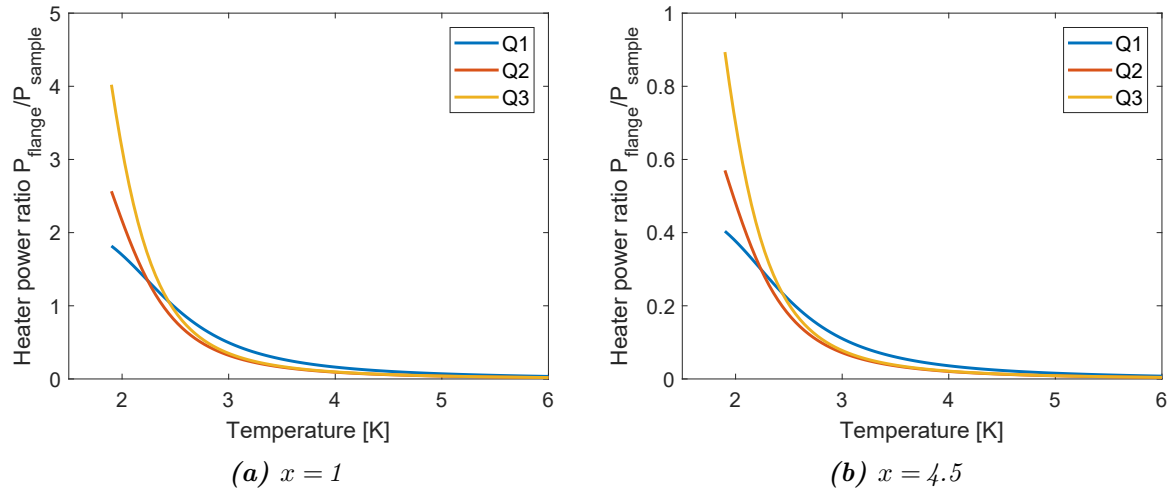 5
4
3
2
1
0
Heater power ratio P_flange/P_sample
Q1
Q2
Q3
2 3 4 5 6
Temperature [K]
(a) x = 1
1
0.8
0.6
0.4
0.2
0
Heater power ratio P_flange/P_sample
Q1
Q2
Q3
2 3 4 5 6
Temperature [K]
(b) x = 4.5